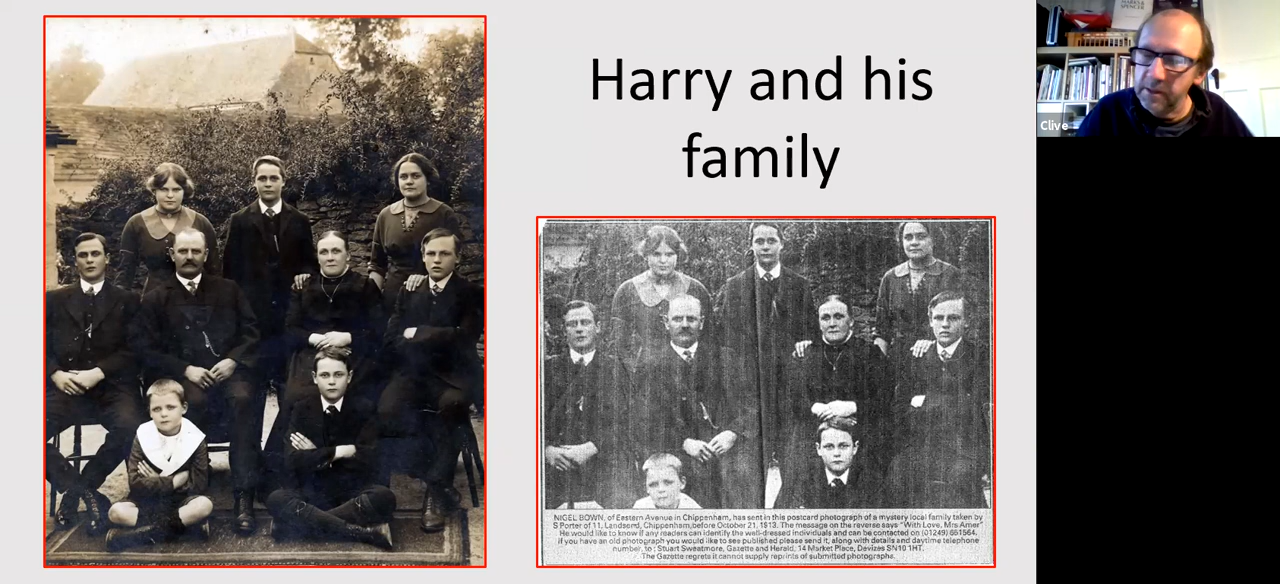 Harry and his
family
MARKS &
SPENCER
Clive
NIGEL BOWN, of Eastern Avenue in Chippenham, has sent in this postcard photograph of a mystery local family taken by
S Porter of 11, Landsend, Chippenham, before October 21, 1913. The message on the reverse says "With Love, Mrs Amer"
He would like to know if any readers can identify the well-dressed individuals and can be contacted on (01249) 661564.
If you have an old photograph you would like to see published please send it, along with details and daytime telephone
number, to: Stuart Sweatmore, Gazette and Herald, 14 Market Place, Devizes SN10 1HT.
The Gazette regrets it cannot supply reprints of submitted photographs.